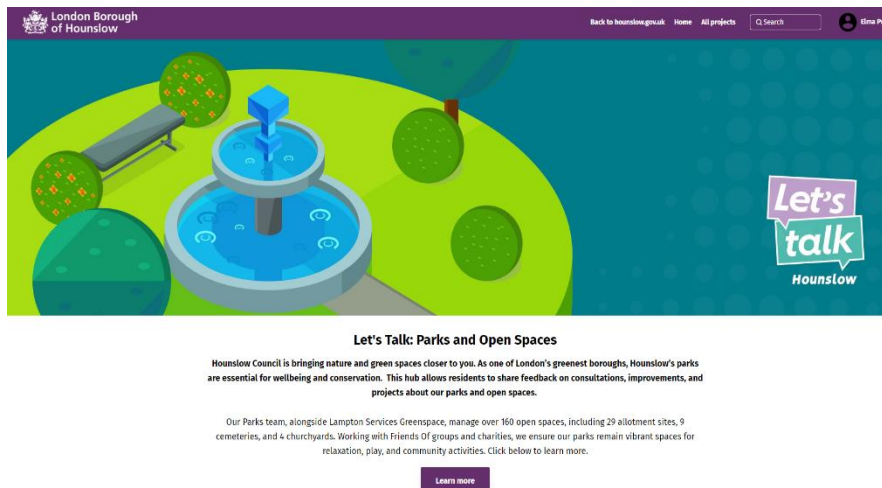 London Borough
of Hounslow
Back to hounslow.gov.uk Home All projects Search Elma
Let's
talk
Hounslow
Let's Talk: Parks and Open Spaces
Hounslow Council is bringing nature and green spaces closer to you. As one of London's greenest boroughs, Hounslow's parks
are essential for wellbeing and conservation. This hub allows residents to share feedback on consultations, improvements, and
projects about our parks and open spaces.
Our Parks team, alongside Lampton Services Greenspace, manage over 160 open spaces, including 29 allotment sites, 9
cemeteries, and 4 churchyards. Working with Friends Of groups and charities, we ensure our parks remain vibrant spaces for
relaxation, play, and community activities. Click below to learn more.
Learn more